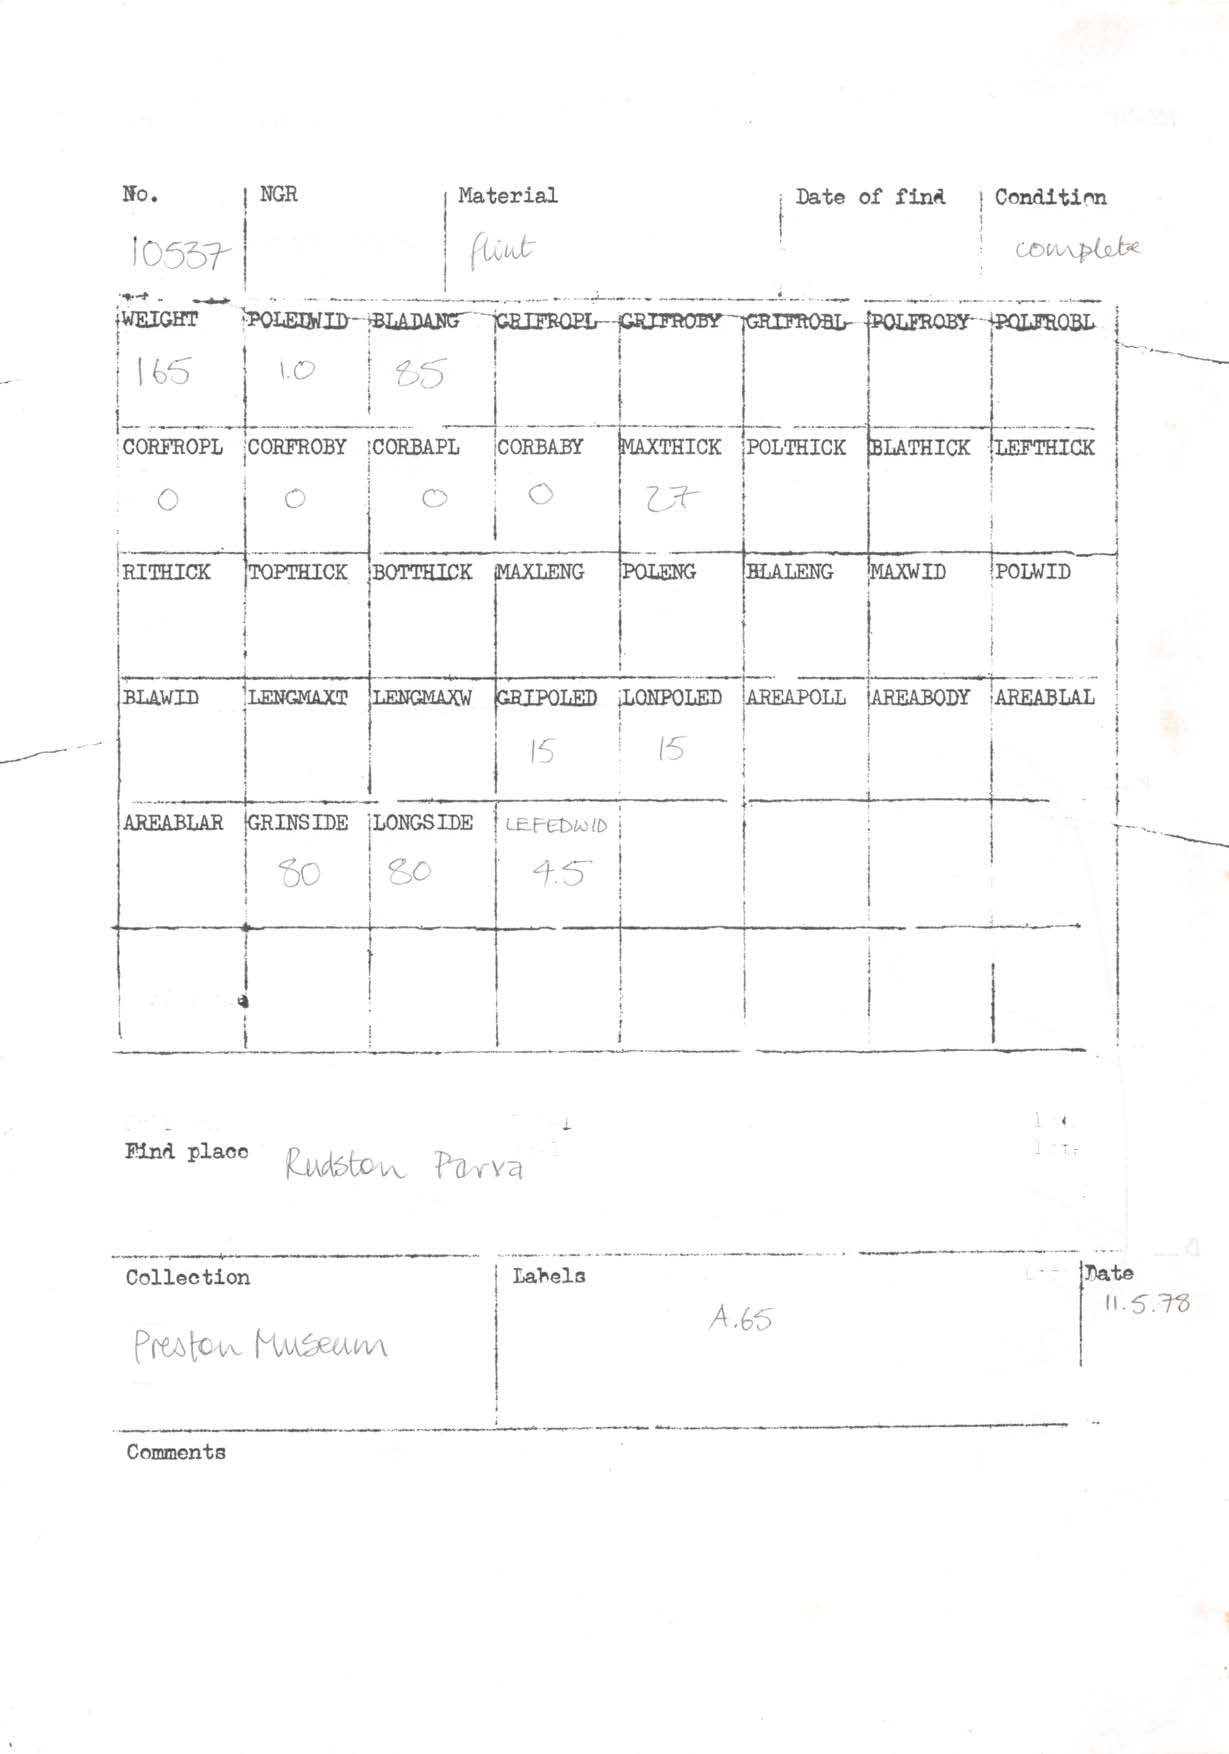 No. NGR Material Date of find Condition
10537 flint complete
WEIGHT POLEDWID BLADANG GRIFROPL GRIFROBY GRIFROBL POLFROBY POLFROBL
165 1.0 85
CORFROPL CORFROBY CORBAPL CORBABY MAXTHICK POLTHICK BLATHICK LEFTHICK
0 0 0 0 27
RITHICK TOPTHICK BOTTHICK MAXLENG POLENG BLALENG MAXWID POLWID
BLAWID LENGMAXT LENGMAXW GRIPOLED LONPOLED AREAPOLL AREABODY AREABLAL
15 15
AREABLAR GRINSIDE LONGSIDE LEFEDWID
80 80 4.5
Find place Rudston Parva
Collection Labels Date
Preston Museum A.65 11.5.78
Comments